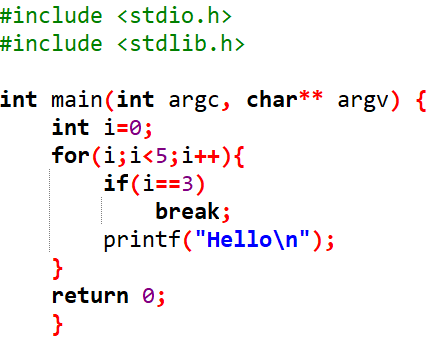 #include <stdio.h>
#include <stdlib.h>

int main(int argc, char** argv) {
    int i=0;
    for(i;i<5;i++){
        if(i==3)
            break;
        printf("Hello\n");
    }
    return 0;
    }